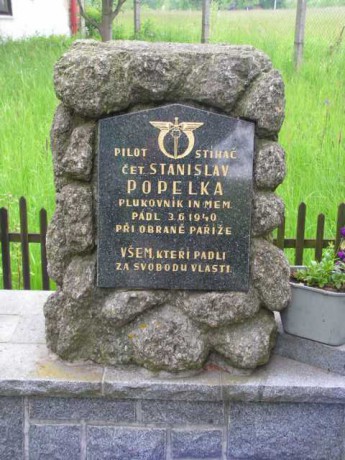 PILOT STÍHAČ
ČET. STANISLAV
POPELKA
PLUKOVNÍK IN MEM.
PADL 3.6.1940
PŘI OBRANĚ PAŘÍŽE
VŠEM, KTEŘÍ PADLI
ZA SVOBODU VLASTI.